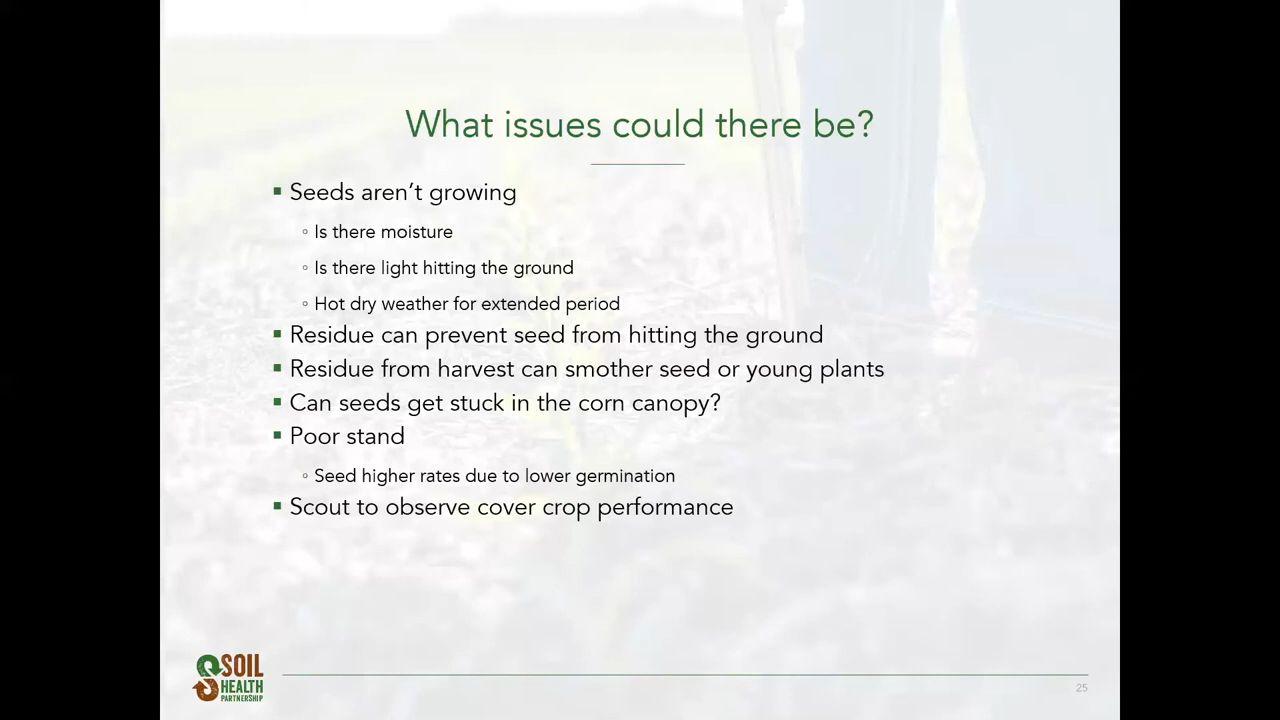 What issues could there be?
▪ Seeds aren’t growing
◦ Is there moisture
◦ Is there light hitting the ground
◦ Hot dry weather for extended period
▪ Residue can prevent seed from hitting the ground
▪ Residue from harvest can smother seed or young plants
▪ Can seeds get stuck in the corn canopy?
▪ Poor stand
◦ Seed higher rates due to lower germination
▪ Scout to observe cover crop performance
SOIL
HEALTH
PARTNERSHIP
25